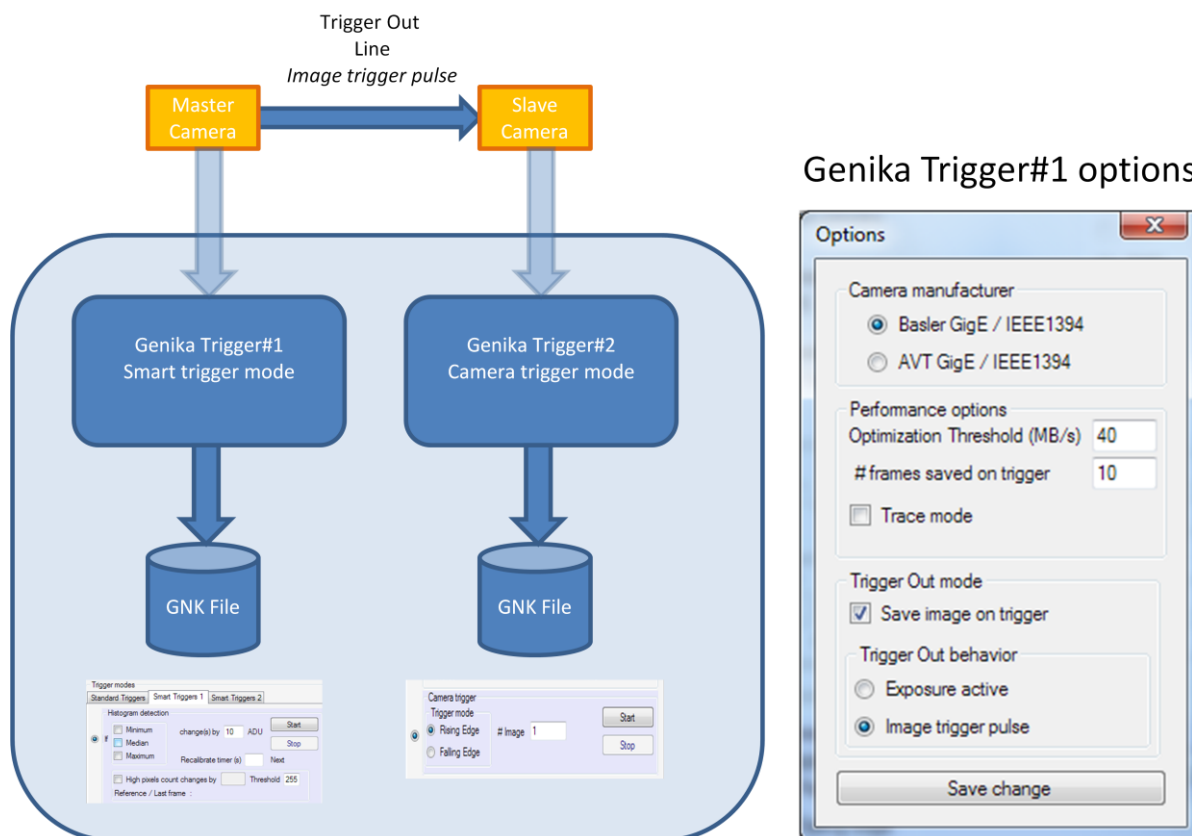 Trigger Out
Line
Image trigger pulse
Master
Camera
Slave
Camera
Genika Trigger#1
Smart trigger mode
Genika Trigger#2
Camera trigger mode
GNK File
GNK File
Trigger modes
Standard Triggers Smart Triggers 1 Smart Triggers 2
Histogram detection
If
Minimum
Median
Maximum
change(s) by 10 ADU
Start
Stop
Recalibrate timer (s) Next
High pixels count changes by Threshold 255
Reference / Last frame :
Camera trigger
Trigger mode
Rising Edge
Falling Edge
# Image 1
Start
Stop
Genika Trigger#1 options
Options
Camera manufacturer
Basler GigE / IEEE1394
AVT GigE / IEEE1394
Performance options
Optimization Threshold (MB/s) 40
# frames saved on trigger 10
Trace mode
Trigger Out mode
Save image on trigger
Trigger Out behavior
Exposure active
Image trigger pulse
Save change